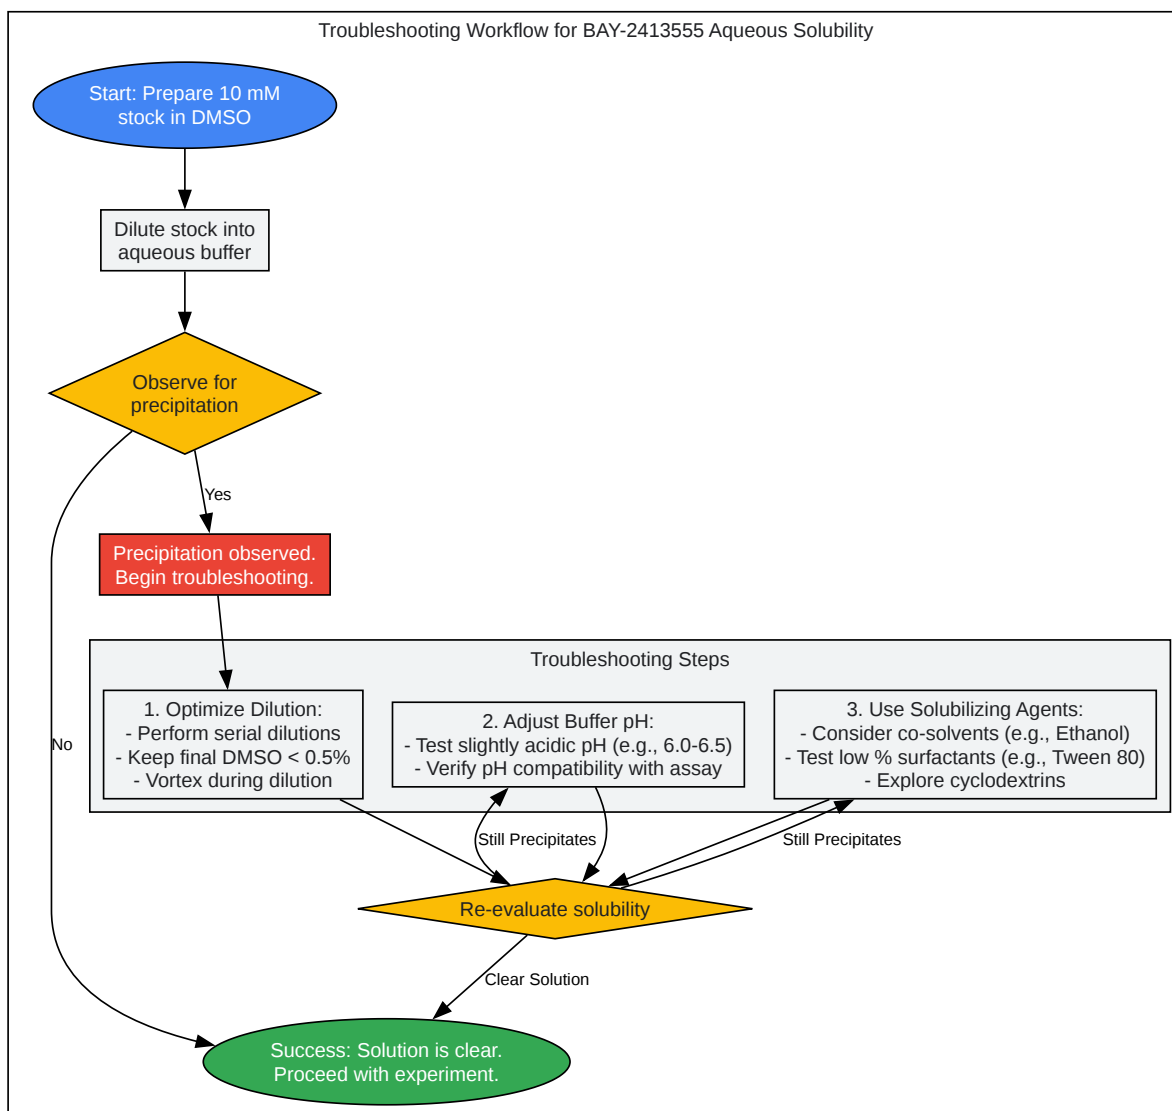 Troubleshooting Workflow for BAY-2413555 Aqueous Solubility
Start: Prepare 10 mM
stock in DMSO
Dilute stock into
aqueous buffer
Observe for
precipitation
Yes
Precipitation observed.
Begin troubleshooting.
Troubleshooting Steps
1. Optimize Dilution:
- Perform serial dilutions
- Keep final DMSO < 0.5%
- Vortex during dilution
2. Adjust Buffer pH:
- Test slightly acidic pH (e.g., 6.0-6.5)
- Verify pH compatibility with assay
3. Use Solubilizing Agents:
- Consider co-solvents (e.g., Ethanol)
- Test low % surfactants (e.g., Tween 80)
- Explore cyclodextrins
No
Still Precipitates
Still Precipitates
Re-evaluate solubility
Clear Solution
Success: Solution is clear.
Proceed with experiment.